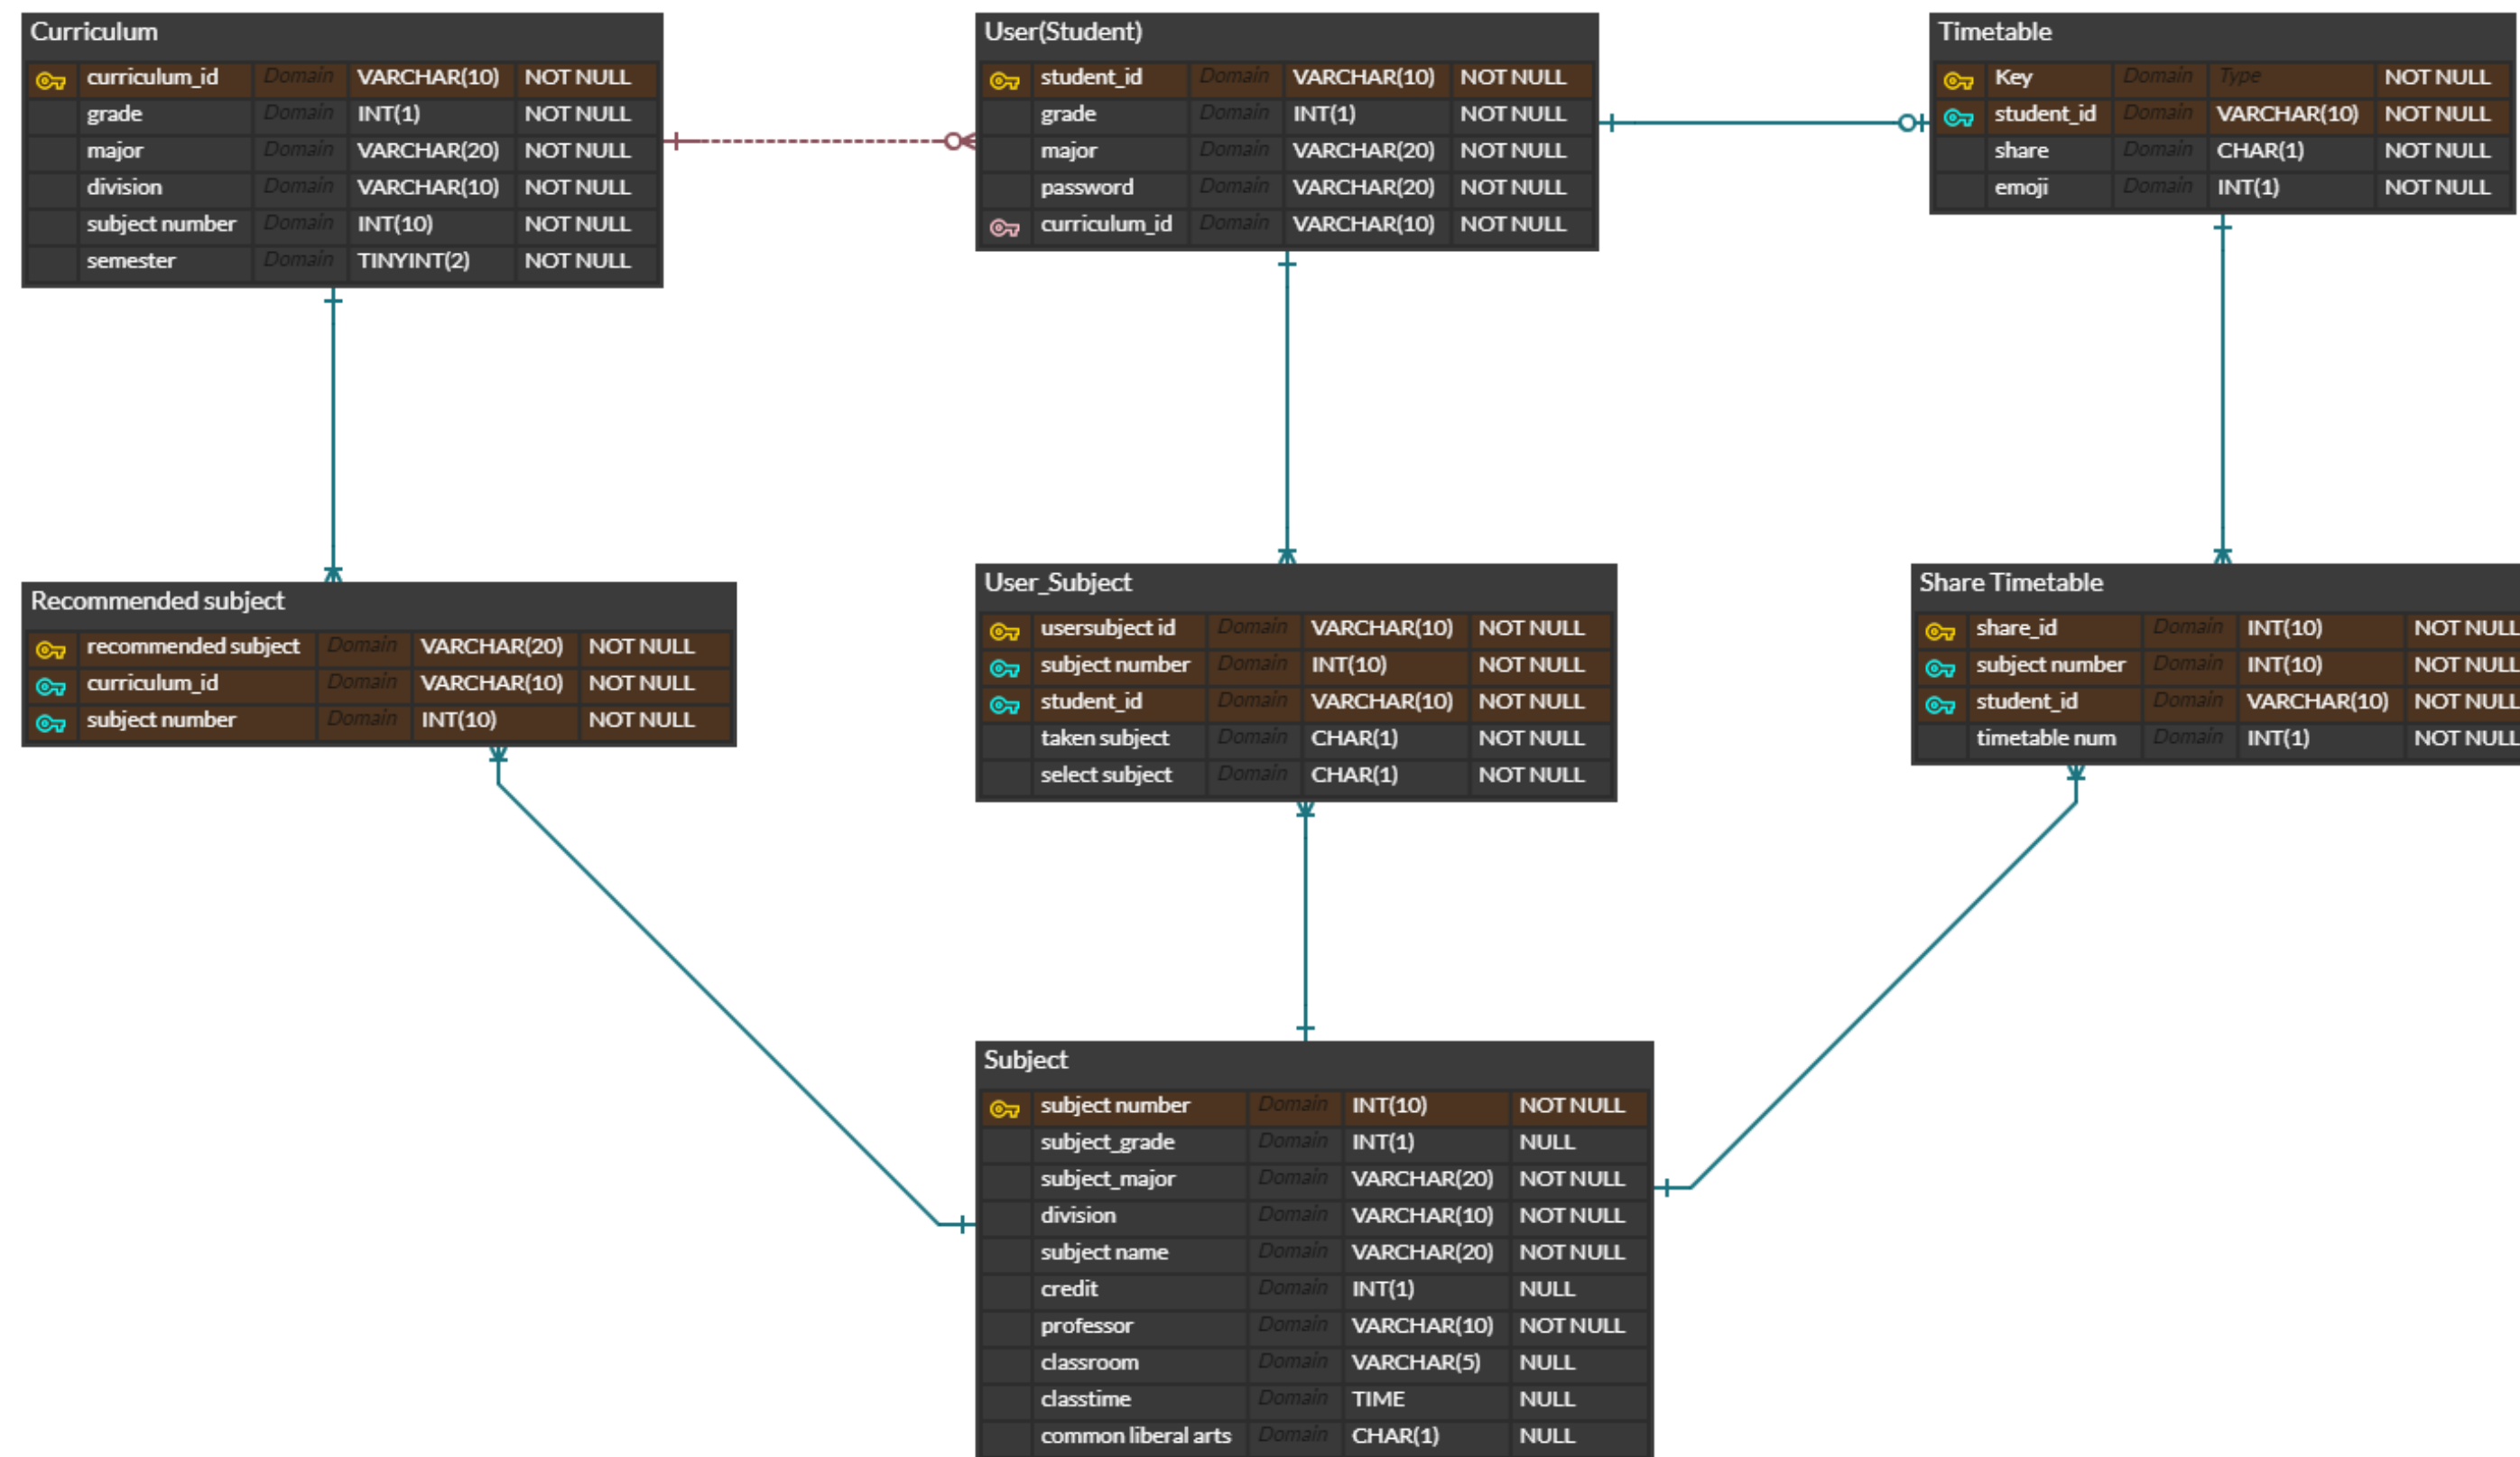 Curriculum
curriculum_id Domain VARCHAR(10) NOT NULL
grade Domain INT(1) NOT NULL
major Domain VARCHAR(20) NOT NULL
division Domain VARCHAR(10) NOT NULL
subject number Domain INT(10) NOT NULL
semester Domain TINYINT(2) NOT NULL
User(Student)
student_id Domain VARCHAR(10) NOT NULL
grade Domain INT(1) NOT NULL
major Domain VARCHAR(20) NOT NULL
password Domain VARCHAR(20) NOT NULL
curriculum_id Domain VARCHAR(10) NOT NULL
Timetable
Key Domain Type NOT NULL
student_id Domain VARCHAR(10) NOT NULL
share Domain CHAR(1) NOT NULL
emoji Domain INT(1) NOT NULL
Recommended subject
recommended subject Domain VARCHAR(20) NOT NULL
curriculum_id Domain VARCHAR(10) NOT NULL
subject number Domain INT(10) NOT NULL
User_Subject
usersubject id Domain VARCHAR(10) NOT NULL
subject number Domain INT(10) NOT NULL
student_id Domain VARCHAR(10) NOT NULL
taken subject Domain CHAR(1) NOT NULL
select subject Domain CHAR(1) NOT NULL
Share Timetable
share_id Domain INT(10) NOT NULL
subject number Domain INT(10) NOT NULL
student_id Domain VARCHAR(10) NOT NULL
timetable num Domain INT(1) NOT NULL
Subject
subject number Domain INT(10) NOT NULL
subject_grade Domain INT(1) NULL
subject_major Domain VARCHAR(20) NOT NULL
division Domain VARCHAR(10) NOT NULL
subject name Domain VARCHAR(20) NOT NULL
credit Domain INT(1) NULL
professor Domain VARCHAR(10) NOT NULL
classroom Domain VARCHAR(5) NULL
classtime Domain TIME NULL
common liberal arts Domain CHAR(1) NULL